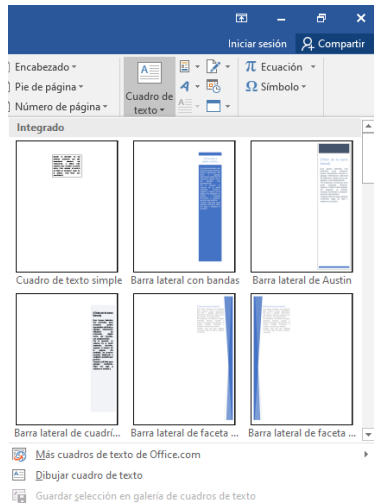 Iniciar sesión Compartir
Encabezado
Pie de página
Número de página
Cuadro de
texto
Ecuación
Símbolo
Integrado
Cuadro de texto simple
Barra lateral con bandas
Barra lateral de Austin
Barra lateral de cuadrí...
Barra lateral de faceta ...
Barra lateral de faceta ...
Más cuadros de texto de Office.com
Dibujar cuadro de texto
Guardar selección en galería de cuadros de texto